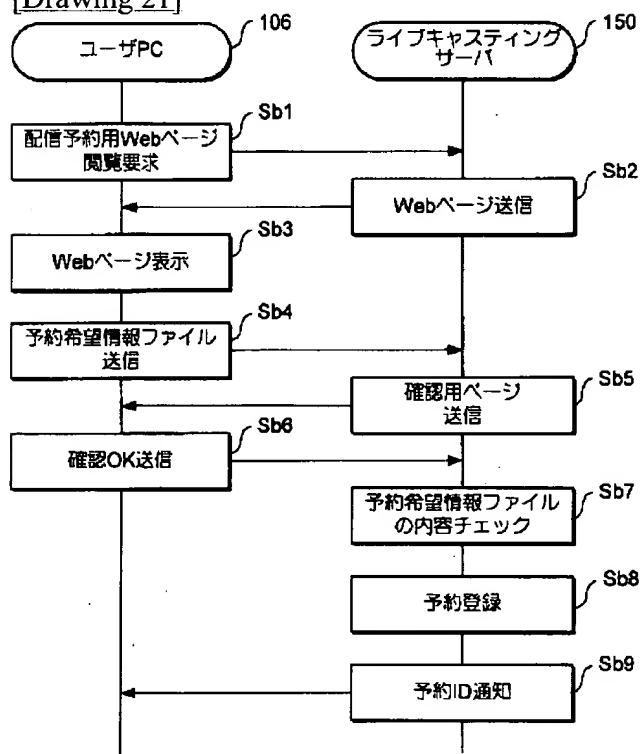 [Drawing 21]
ユーザPC
106
ライブキャスティング
サーバ
150
配信予約用Webページ
閲覧要求
Sb1
Webページ送信
Sb2
Webページ表示
Sb3
予約希望情報ファイル
送信
Sb4
確認用ページ
送信
Sb5
確認OK送信
Sb6
予約希望情報ファイル
の内容チェック
Sb7
予約登録
Sb8
予約ID通知
Sb9